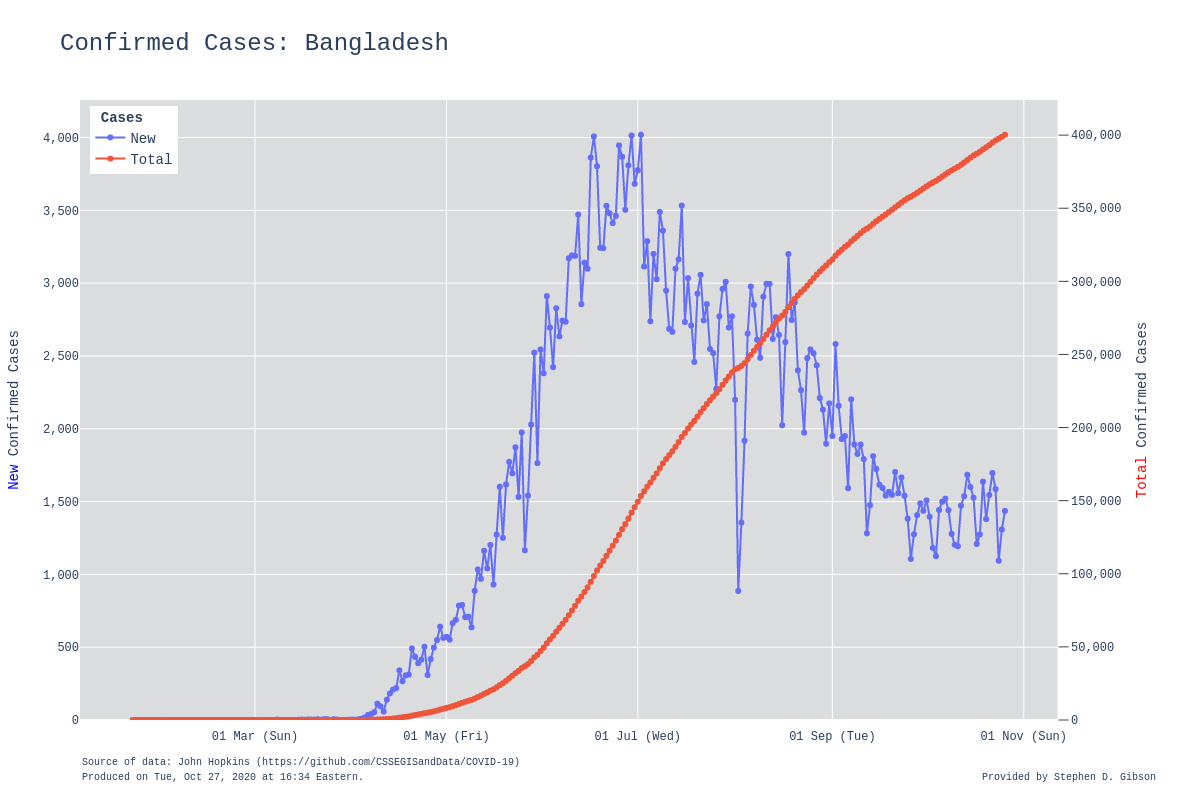 Confirmed Cases: Bangladesh
Cases
New
Total
4,000
3,500
3,000
2,500
2,000
1,500
1,000
500
0
New Confirmed Cases
400,000
350,000
300,000
250,000
200,000
150,000
100,000
50,000
0
Total Confirmed Cases
01 Mar (Sun)
01 May (Fri)
01 Jul (Wed)
01 Sep (Tue)
01 Nov (Sun)
Source of data: John Hopkins (https://github.com/CSSEGISandData/COVID-19)
Produced on Tue, Oct 27, 2020 at 16:34 Eastern.
Provided by Stephen D. Gibson